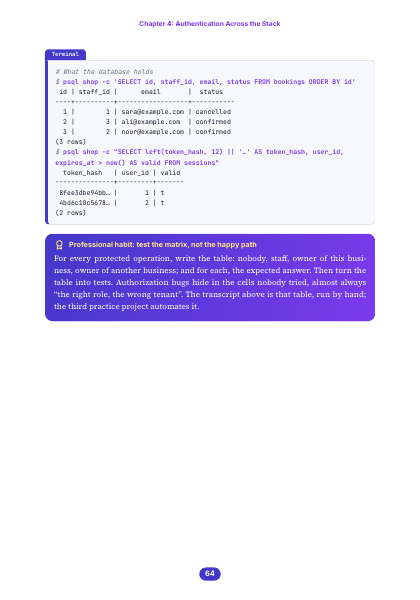 Chapter 4: Authentication Across the Stack
Terminal
# What the database holds
$ psql shop -c 'SELECT id, staff_id, email, status FROM bookings ORDER BY id'
 id | staff_id |      email       |  status
----+----------+------------------+-----------
  1 |        1 | sara@example.com | cancelled
  2 |        3 | ali@example.com  | confirmed
  3 |        2 | nour@example.com | confirmed
(3 rows)
$ psql shop -c "SELECT left(token_hash, 12) || '…' AS token_hash, user_id,
expires_at > now() AS valid FROM sessions"
  token_hash   | user_id | valid
---------------+---------+-------
 8fee3dbe94bb… |       1 | t
 4bd6c10c5678… |       2 | t
(2 rows)
Professional habit: test the matrix, not the happy path
For every protected operation, write the table: nobody, staff, owner of this busi-
ness, owner of another business; and for each, the expected answer. Then turn the
table into tests. Authorization bugs hide in the cells nobody tried, almost always
“the right role, the wrong tenant”. The transcript above is that table, run by hand;
the third practice project automates it.
64